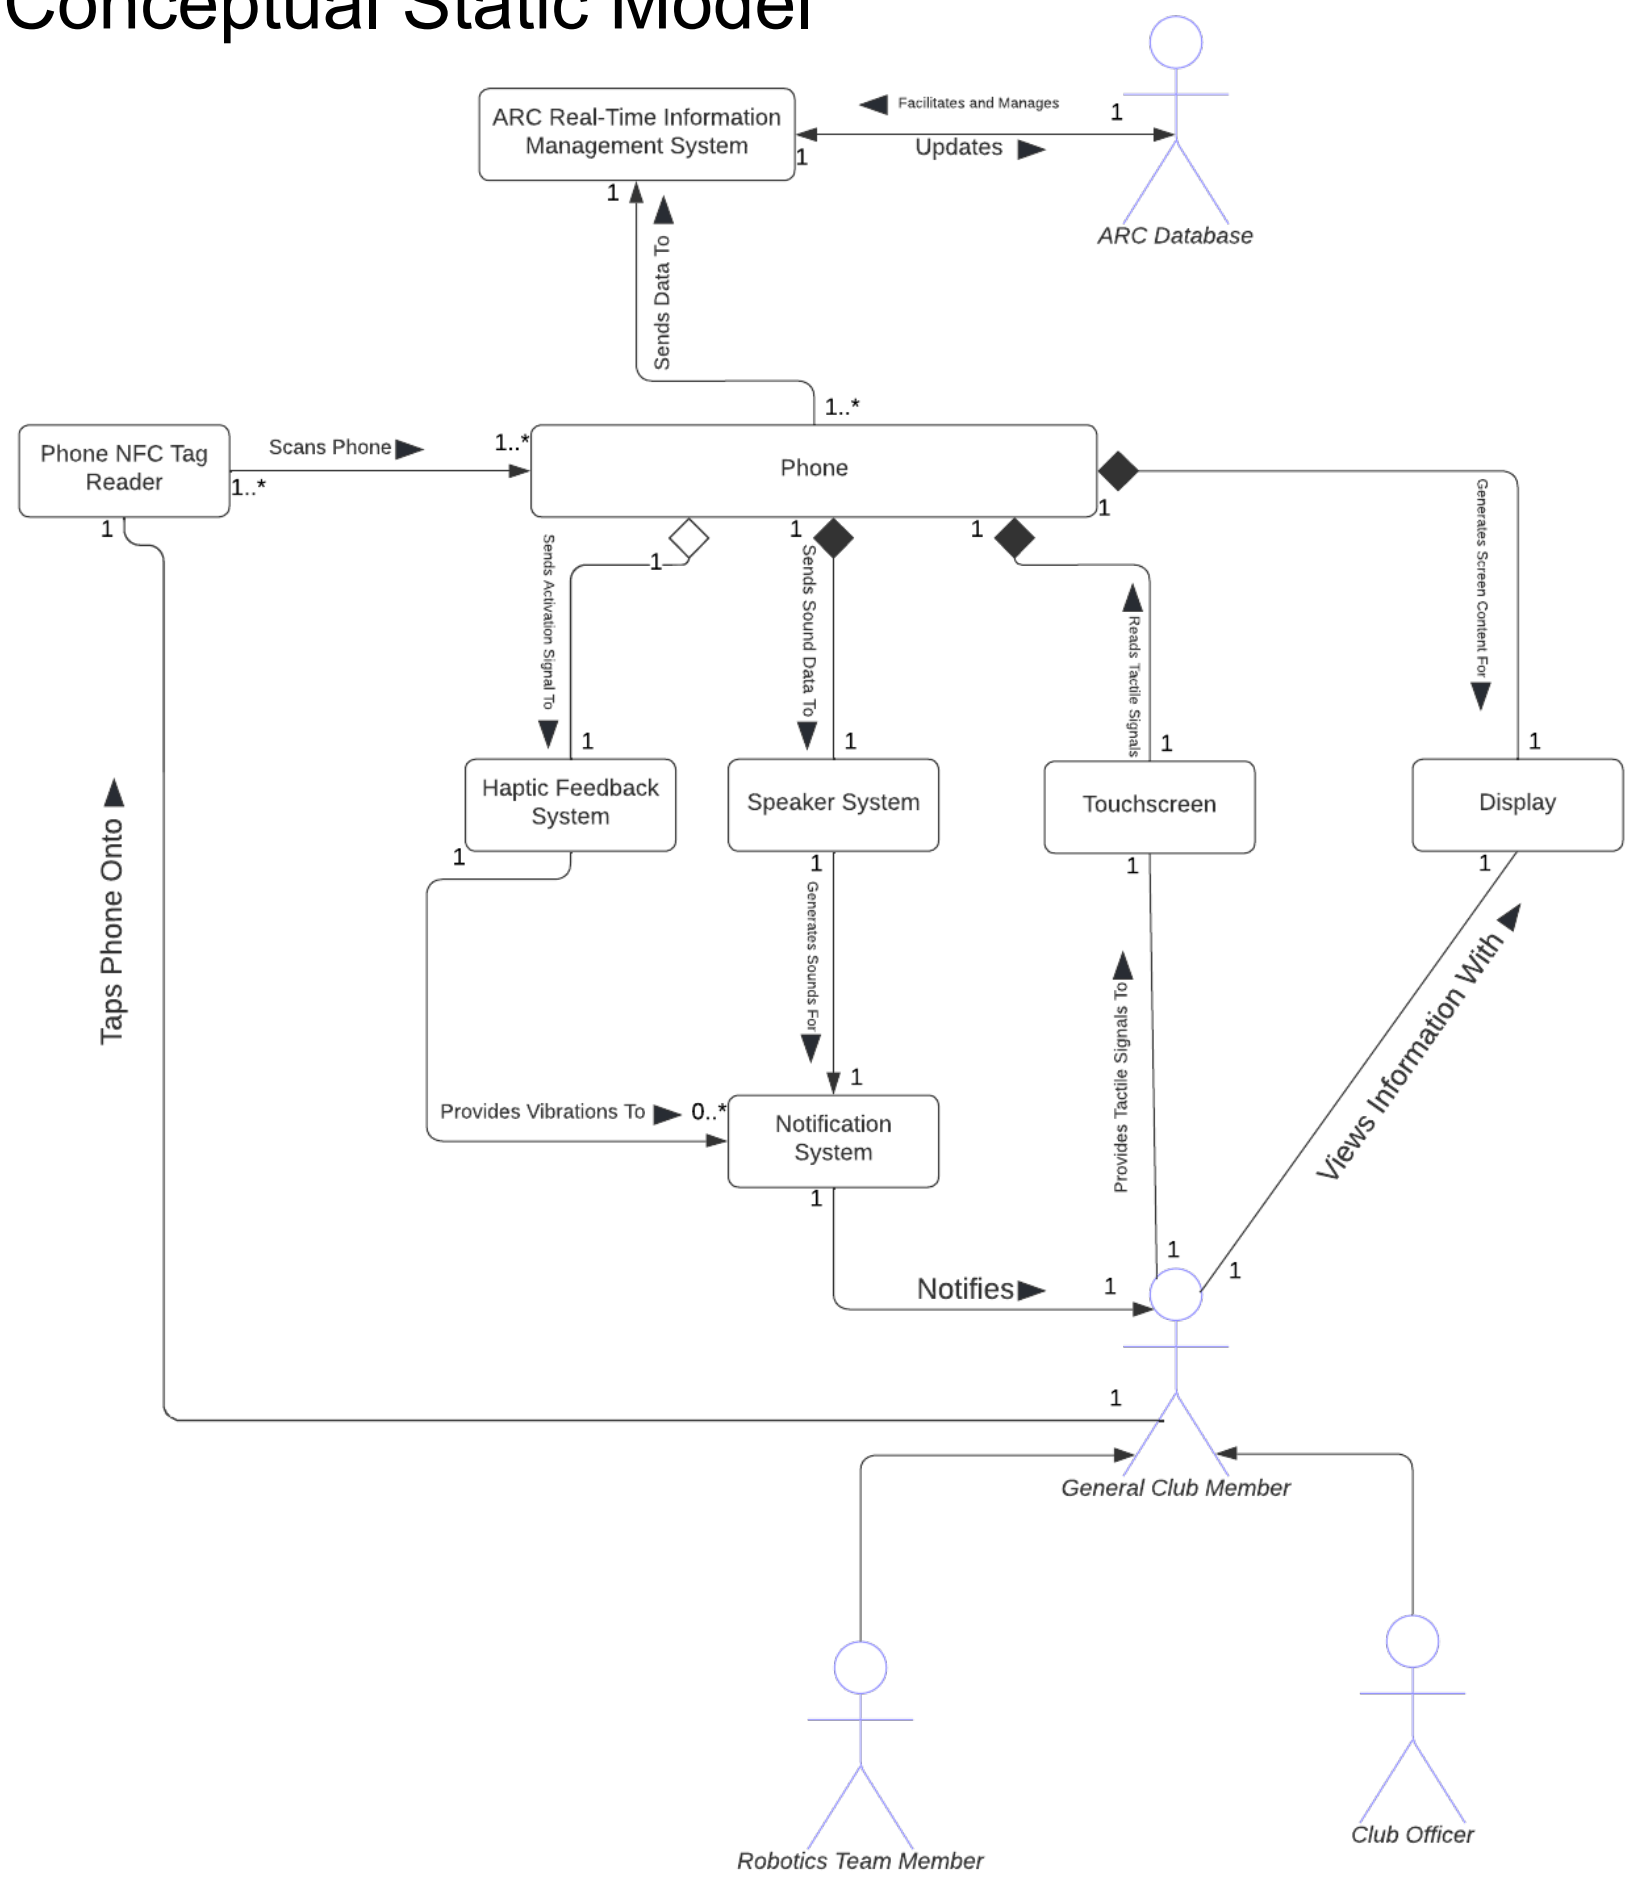 Conceptual Static Model
ARC Real-Time Information
Management System
1
1
Facilitates and Manages
Updates
1
ARC Database
Sends Data To
1..*
Phone NFC Tag
Reader
1..*
1
Scans Phone
1..*
Phone
1
1
1
1
Sends Activation Signal To
Sends Sound Data To
Reads Tactile Signals
Generates Screen Content For
1
1
1
1
Haptic Feedback
System
Speaker System
Touchscreen
Display
1
1
1
1
Taps Phone Onto
Generates Sounds For
Provides Tactile Signals To
Views Information With
1
Provides Vibrations To
0..*
Notification
System
1
Notifies
1
1
1
1
General Club Member
Robotics Team Member
Club Officer